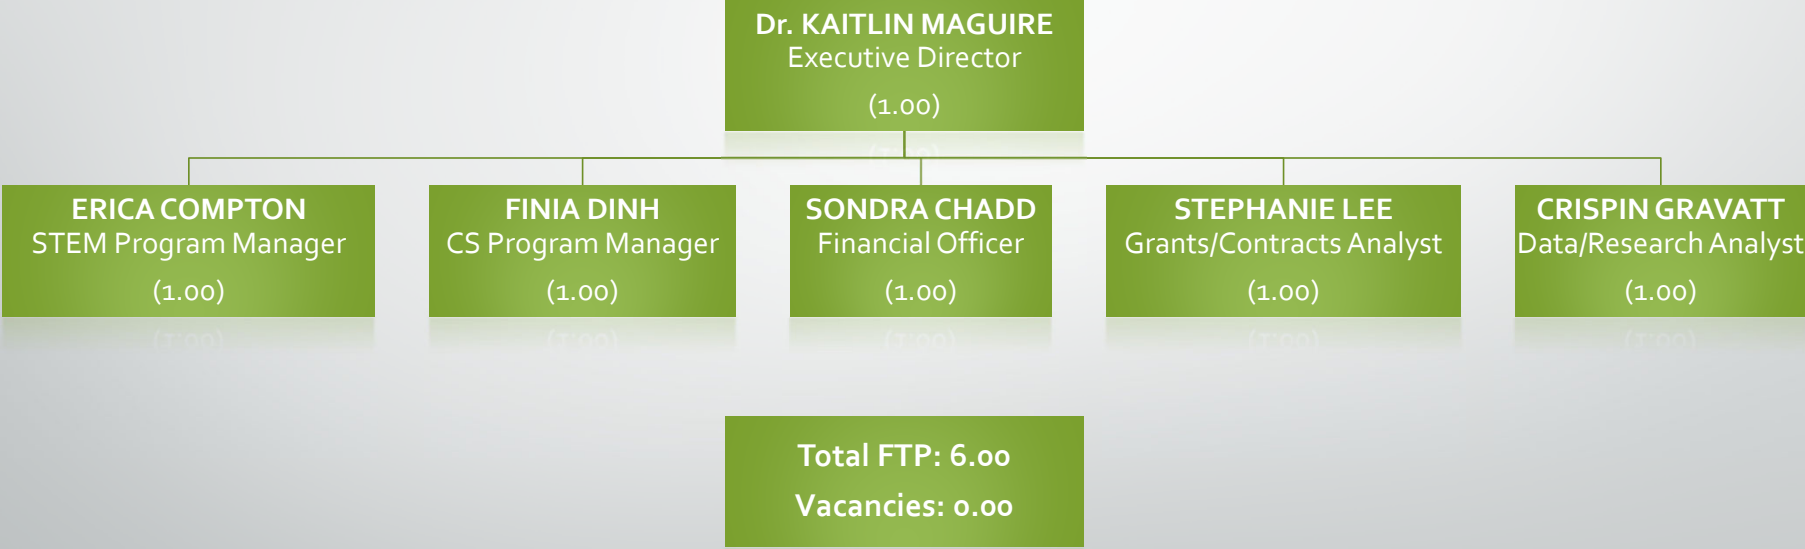 Dr. KAITLIN MAGUIRE
Executive Director
(1.00)
ERICA COMPTON
STEM Program Manager
(1.00)
FINIA DINH
CS Program Manager
(1.00)
SONDRA CHADD
Financial Officer
(1.00)
STEPHANIE LEE
Grants/Contracts Analyst
(1.00)
CRISPIN GRAVATT
Data/Research Analyst
(1.00)
Total FTP: 6.00
Vacancies: 0.00